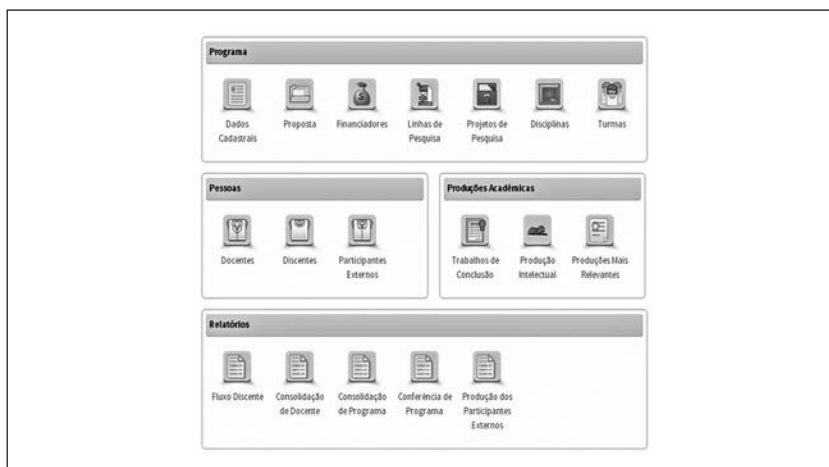 Programa
Dados
Cadastrais
Proposta
Financiadores
Linhas de
Pesquisa
Projetos de
Pesquisa
Disciplinas
Turmas
Pessoas
Docentes
Discentes
Participantes
Externos
Produções Acadêmicas
Trabalhos de
Conclusão
Produção
Intelectual
Produções Mais
Relevantes
Relatórios
Fluxo Discente
Consolidação
de Docente
Consolidação
de Programa
Conferência de
Programa
Produção dos
Participantes
Externos